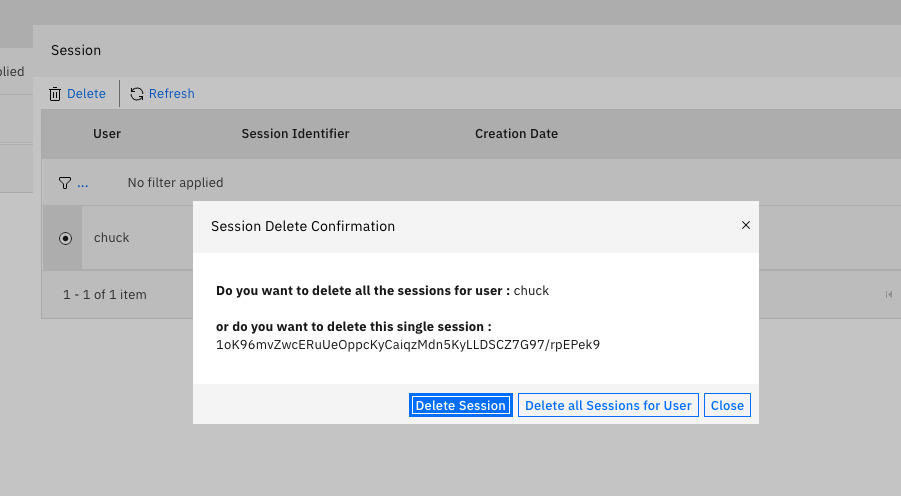 Session
plied
Delete
Refresh
User Session Identifier Creation Date
... No filter applied
chuck
1 - 1 of 1 item
Session Delete Confirmation
Do you want to delete all the sessions for user : chuck
or do you want to delete this single session :
1oK96mvZwcERuUeOppcKyCaiqzMdn5KyLLDSCZ7G97/rpEPek9
Delete Session Delete all Sessions for User Close